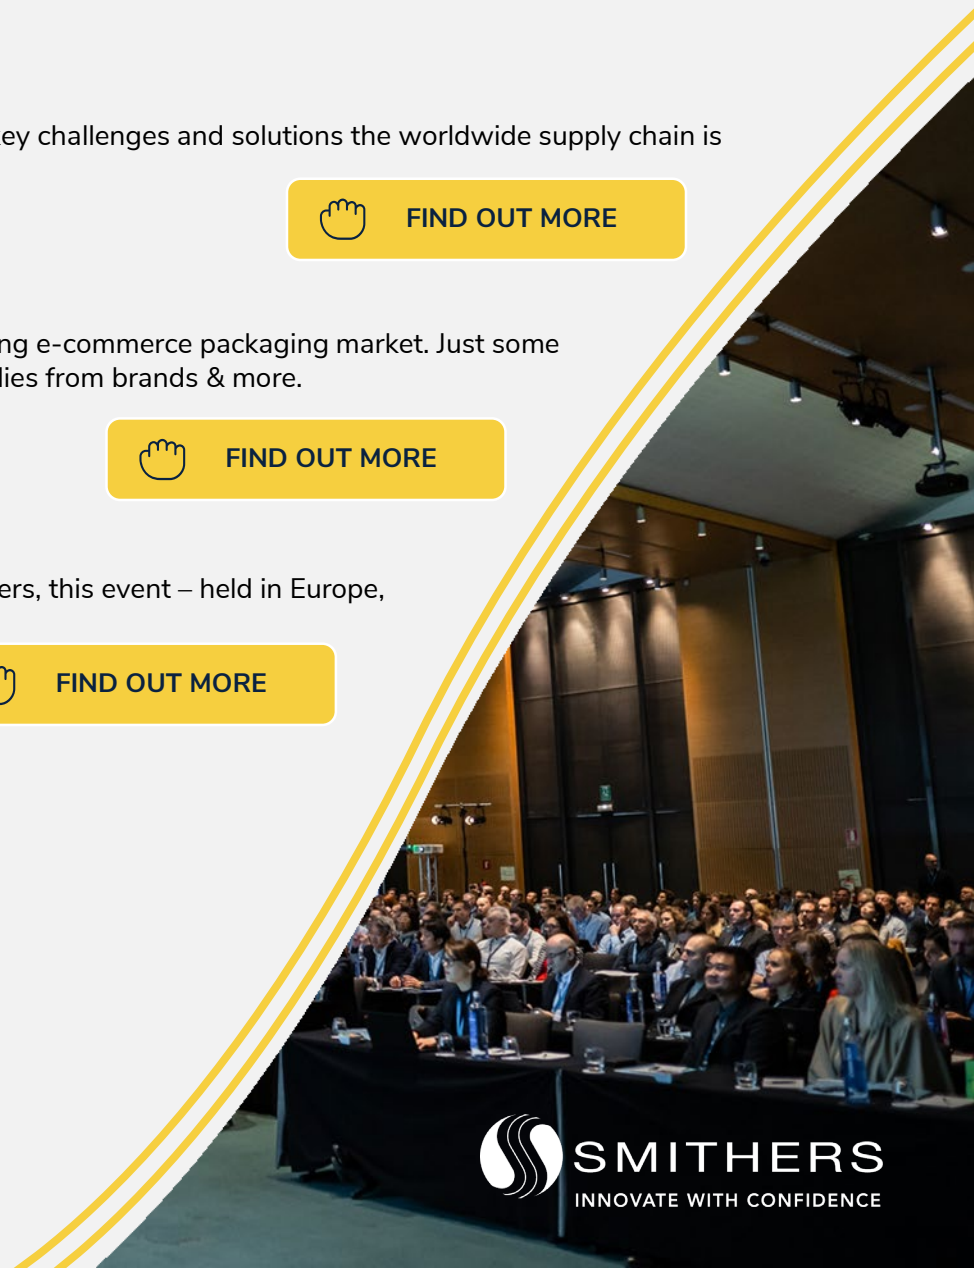 key challenges and solutions the worldwide supply chain is
FIND OUT MORE
ng e-commerce packaging market. Just some
lies from brands & more.
FIND OUT MORE
ers, this event – held in Europe,
FIND OUT MORE
SMITHERS
INNOVATE WITH CONFIDENCE